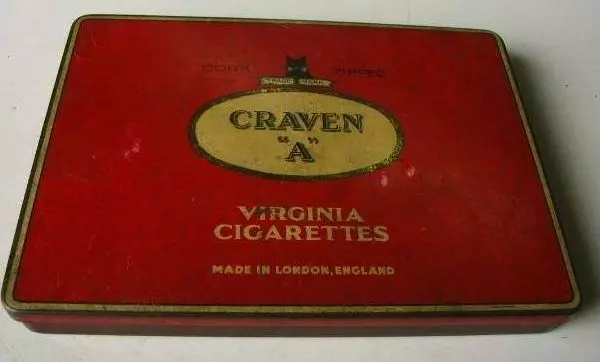 CORK TIPPED
TRADE MARK
CRAVEN
"A"
VIRGINIA
CIGARETTES
MADE IN LONDON, ENGLAND